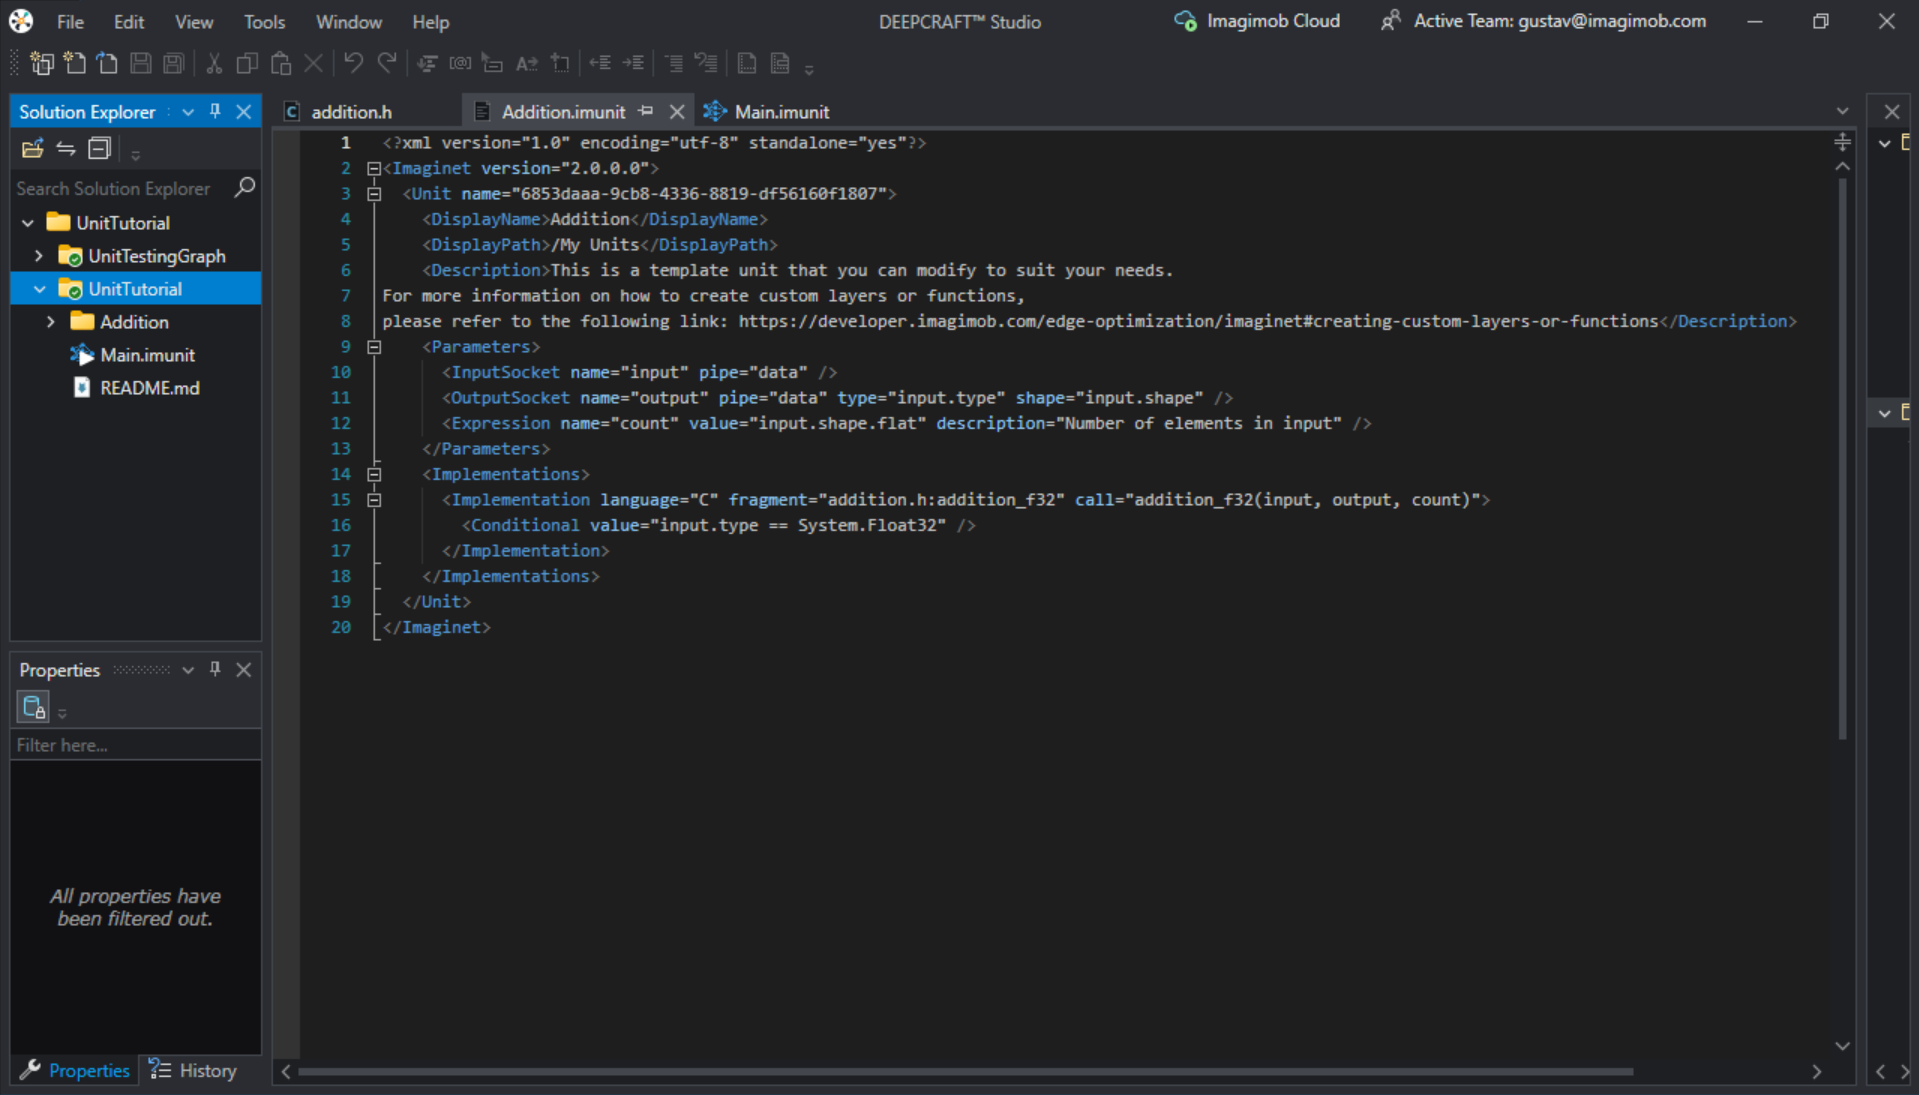 File Edit View Tools Window Help DEEPCRAFT™ Studio Imagimob Cloud Active Team: gustav@imagimob.com
Solution Explorer
Search Solution Explorer
UnitTutorial
UnitTestingGraph
UnitTutorial
Addition
Main.imunit
README.md
Properties
Filter here...
All properties have
been filtered out.
Properties History
addition.h Addition.imunit Main.imunit
1 <?xml version="1.0" encoding="utf-8" standalone="yes"?>
2 <Imaginet version="2.0.0.0">
3 <Unit name="6853daaa-9cb8-4336-8819-df56160f1807">
4 <DisplayName>Addition</DisplayName>
5 <DisplayPath>/My Units</DisplayPath>
6 <Description>This is a template unit that you can modify to suit your needs.
7 For more information on how to create custom layers or functions,
8 please refer to the following link: https://developer.imagimob.com/edge-optimization/imaginet#creating-custom-layers-or-functions</Description>
9 <Parameters>
10 <InputSocket name="input" pipe="data" />
11 <OutputSocket name="output" pipe="data" type="input.type" shape="input.shape" />
12 <Expression name="count" value="input.shape.flat" description="Number of elements in input" />
13 </Parameters>
14 <Implementations>
15 <Implementation language="C" fragment="addition.h:addition_f32" call="addition_f32(input, output, count)">
16 <Conditional value="input.type == System.Float32" />
17 </Implementation>
18 </Implementations>
19 </Unit>
20 </Imaginet>